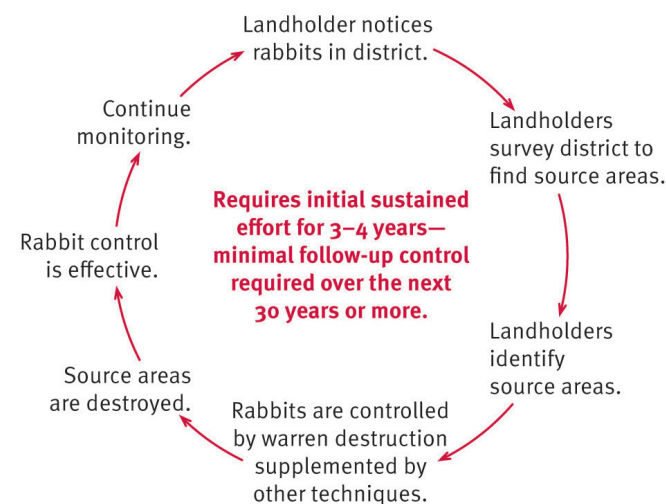 Landholder notices
rabbits in district.
Landholders
survey district to
find source areas.
Landholders
identify
source areas.
Rabbits are controlled
by warren destruction
supplemented by
other techniques.
Source areas
are destroyed.
Rabbit control
is effective.
Continue
monitoring.
Requires initial sustained
effort for 3–4 years—
minimal follow-up control
required over the next
30 years or more.